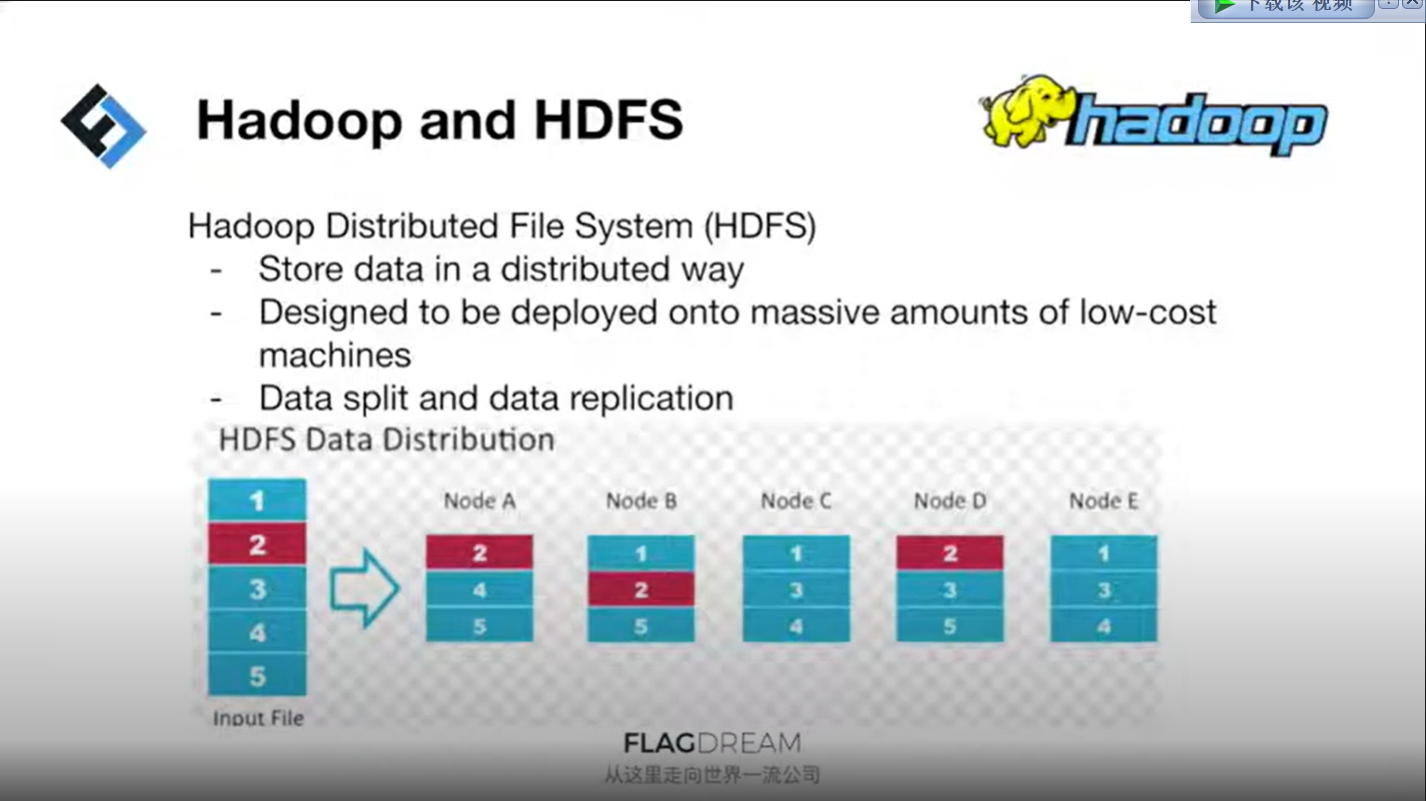 下载该 视频
Hadoop and HDFS
hadoop
Hadoop Distributed File System (HDFS)
- Store data in a distributed way
- Designed to be deployed onto massive amounts of low-cost
machines
- Data split and data replication
HDFS Data Distribution
1
2
3
4
5
Input File
Node A
2
4
5
Node B
1
2
5
Node C
1
3
4
Node D
2
3
5
Node E
1
3
4
FLAGDREAM
从这里走向世界一流公司